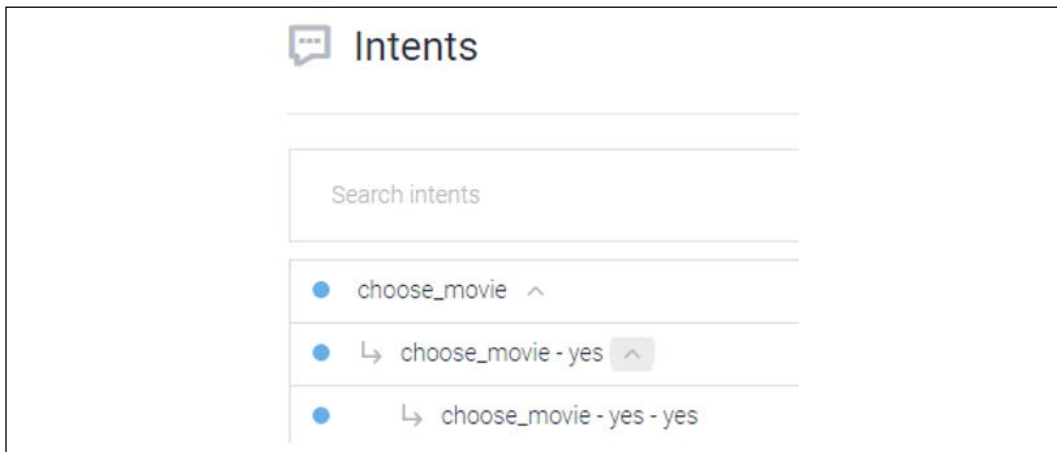 Intents
Search intents
choose_movie
choose_movie - yes
choose_movie - yes - yes